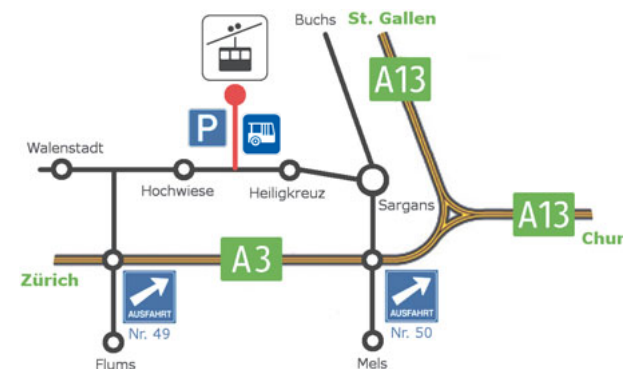 Buchs
St. Gallen
A13
P
Walenstadt
Hochwiese
Heiligkreuz
Sargans
A13
Chur
A3
Zürich
AUSFAHRT
Nr. 49
AUSFAHRT
Nr. 50
Flums
Mels